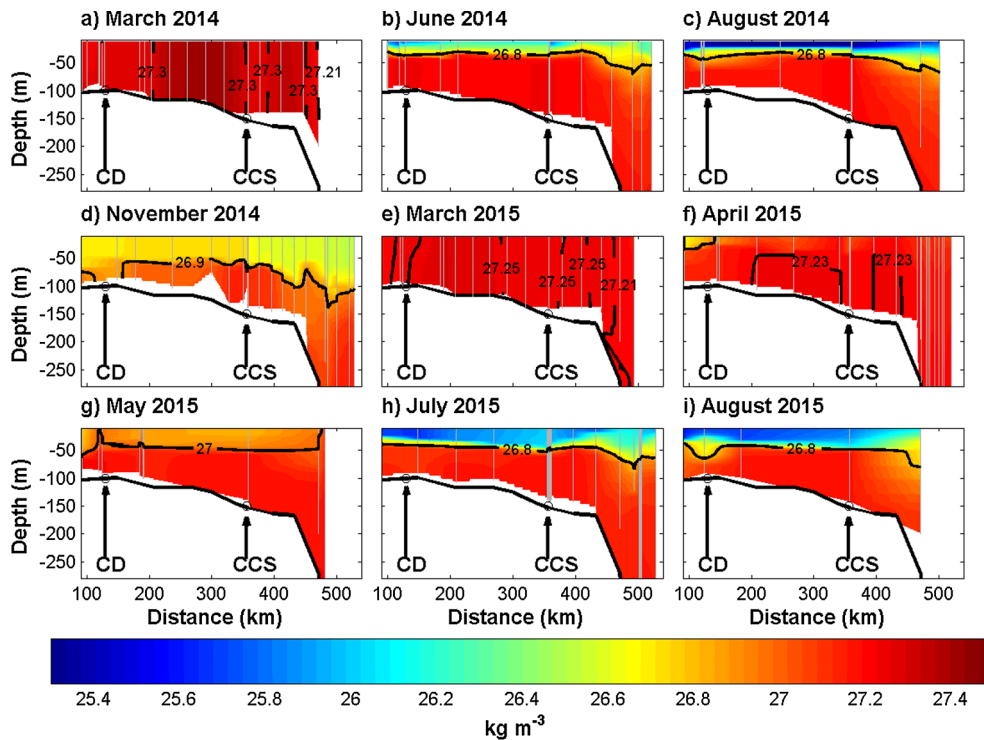 a) March 2014
b) June 2014
c) August 2014
Depth (m)
-50
-100
-150
-200
-250
27.3
27.3
27.3
27.3
27.21
CD
CCS
26.8
CD
CCS
26.8
CD
CCS
d) November 2014
e) March 2015
f) April 2015
Depth (m)
-50
-100
-150
-200
-250
26.9
CD
CCS
27.25
27.25
27.25
27.21
CD
CCS
27.23
27.23
CD
CCS
g) May 2015
h) July 2015
i) August 2015
Depth (m)
-50
-100
-150
-200
-250
27
CD
CCS
26.8
CD
CCS
26.8
CD
CCS
100 200 300 400 500
100 200 300 400 500
100 200 300 400 500
Distance (km)
Distance (km)
Distance (km)
25.4 25.6 25.8 26 26.2 26.4 26.6 26.8 27 27.2 27.4
kg m⁻³